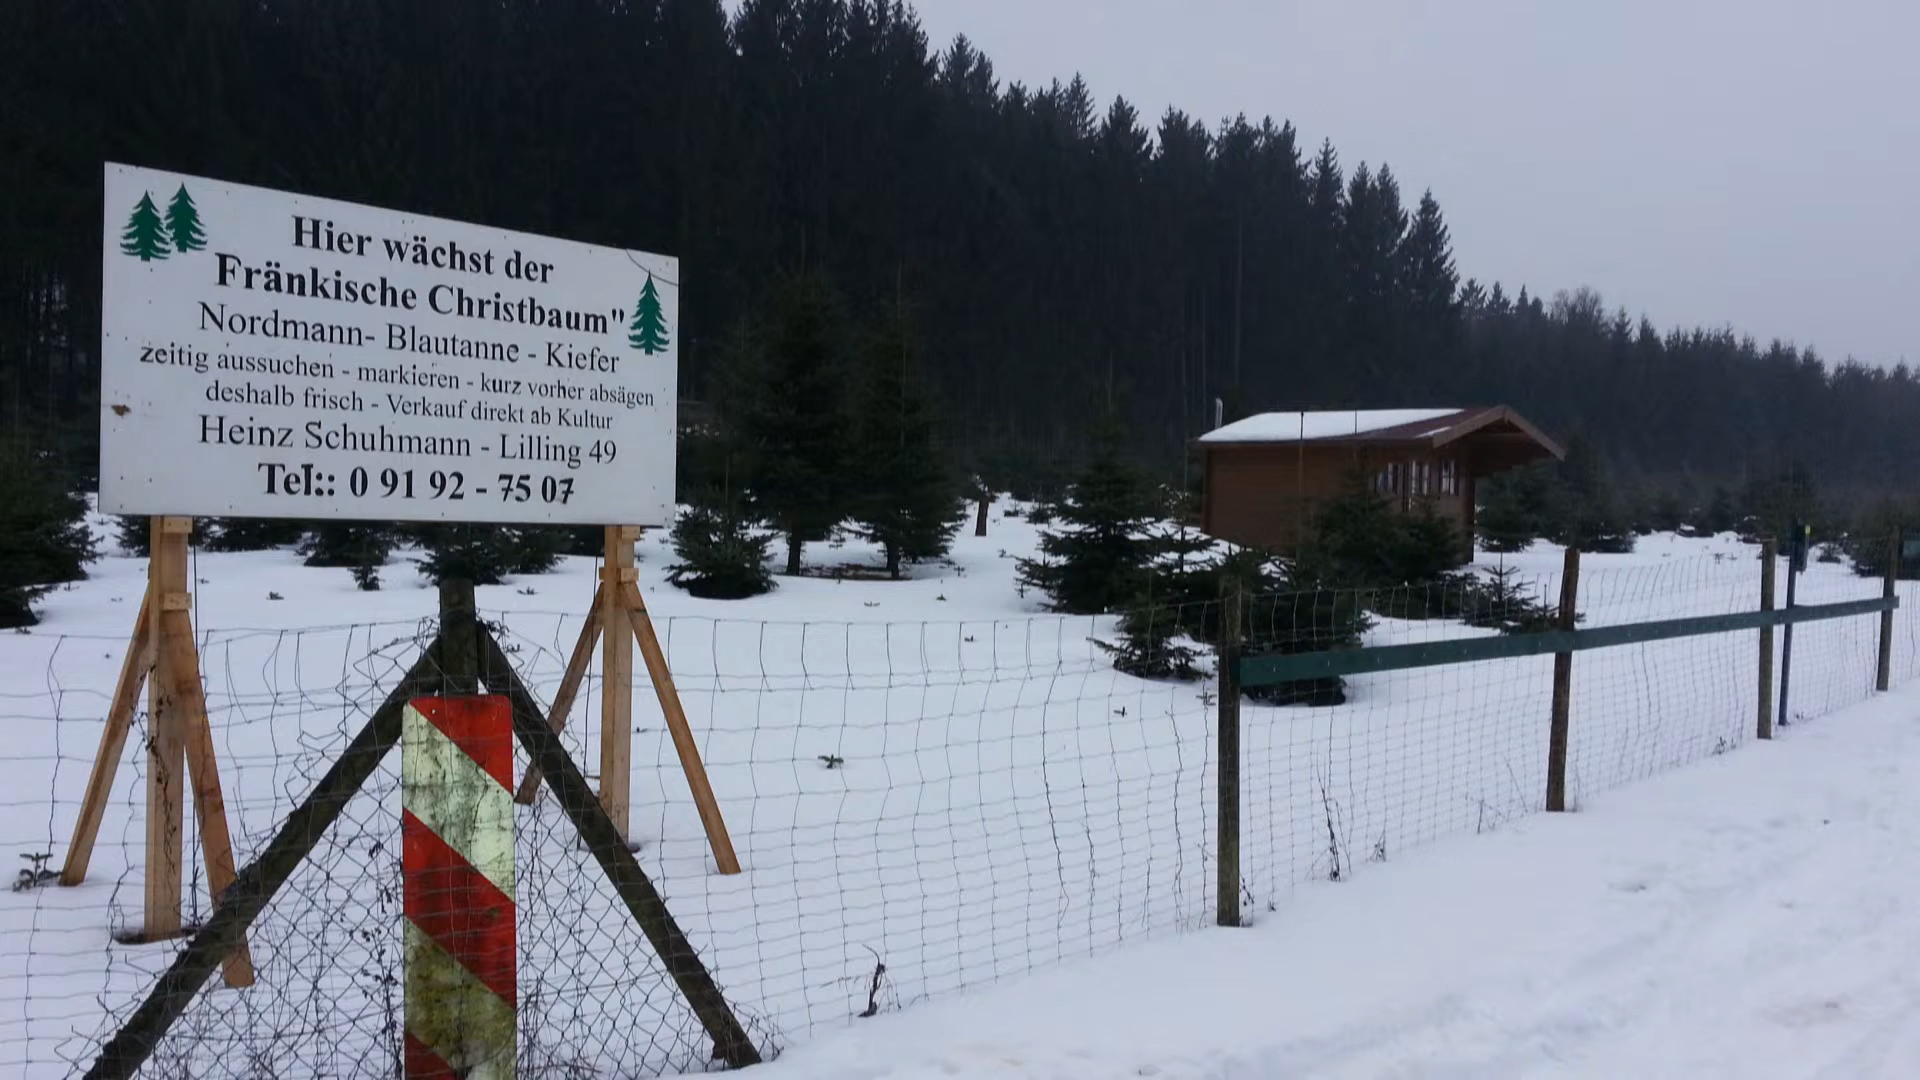 Hier wächst der
Fränkische Christbaum"
Nordmann- Blautanne - Kiefer
zeitig aussuchen - markieren - kurz vorher absägen
deshalb frisch - Verkauf direkt ab Kultur
Heinz Schuhmann - Lilling 49
Tel:: 0 91 92 - 75 07